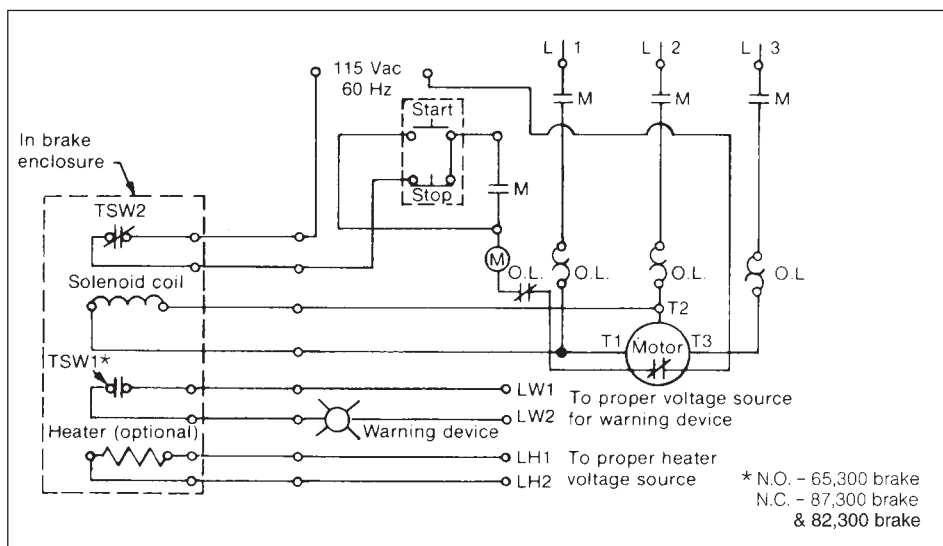 L 1
L 2
L 3
115 Vac
60 Hz
M
M
M
Start
In brake
enclosure
Stop
M
TSW2
M
O.L.
O.L.
O.L.
O.L
Solenoid coil
T2
T1
Motor
T3
TSW1*
LW1
To proper voltage source
for warning device
LW2
Warning device
Heater (optional)
LH1
To proper heater
voltage source
LH2
* N.O. – 65,300 brake
N.C. – 87,300 brake
& 82,300 brake